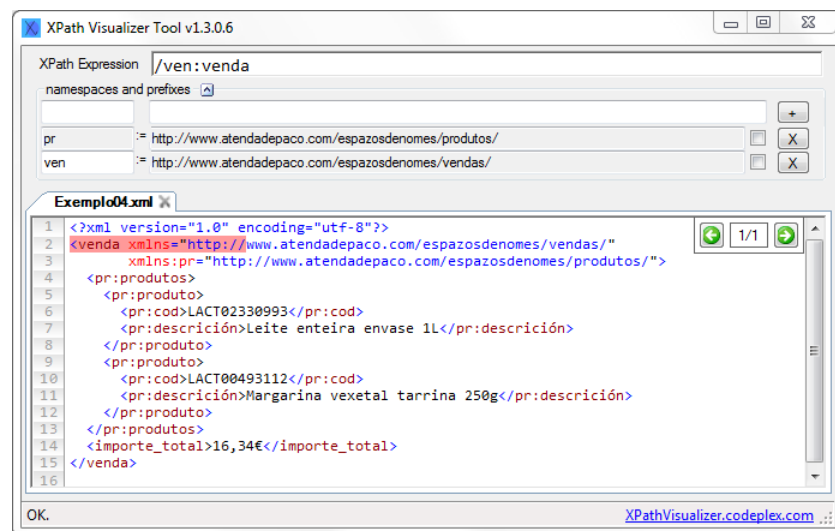 XPath Visualizer Tool v1.3.0.6
XPath Expression /ven:venda
namespaces and prefixes
+
pr := http://www.atendadepaco.com/espazosdenomes/produtos/ X
ven := http://www.atendadepaco.com/espazosdenomes/vendas/ X
Exemplo04.xml
1 <?xml version="1.0" encoding="utf-8"?>
2 <venda xmlns="http://www.atendadepaco.com/espazosdenomes/vendas/" 1/1
3 xmlns:pr="http://www.atendadepaco.com/espazosdenomes/produtos/">
4 <pr:produtos>
5 <pr:produto>
6 <pr:cod>LACT02330993</pr:cod>
7 <pr:descrición>Leite enteira envase 1L</pr:descrición>
8 </pr:produto>
9 <pr:produto>
10 <pr:cod>LACT00493112</pr:cod>
11 <pr:descrición>Margarina vexetal tarrina 250g</pr:descrición>
12 </pr:produto>
13 </pr:produtos>
14 <importe_total>16,34€</importe_total>
15 </venda>
16
OK. XPathVisualizer.codeplex.com